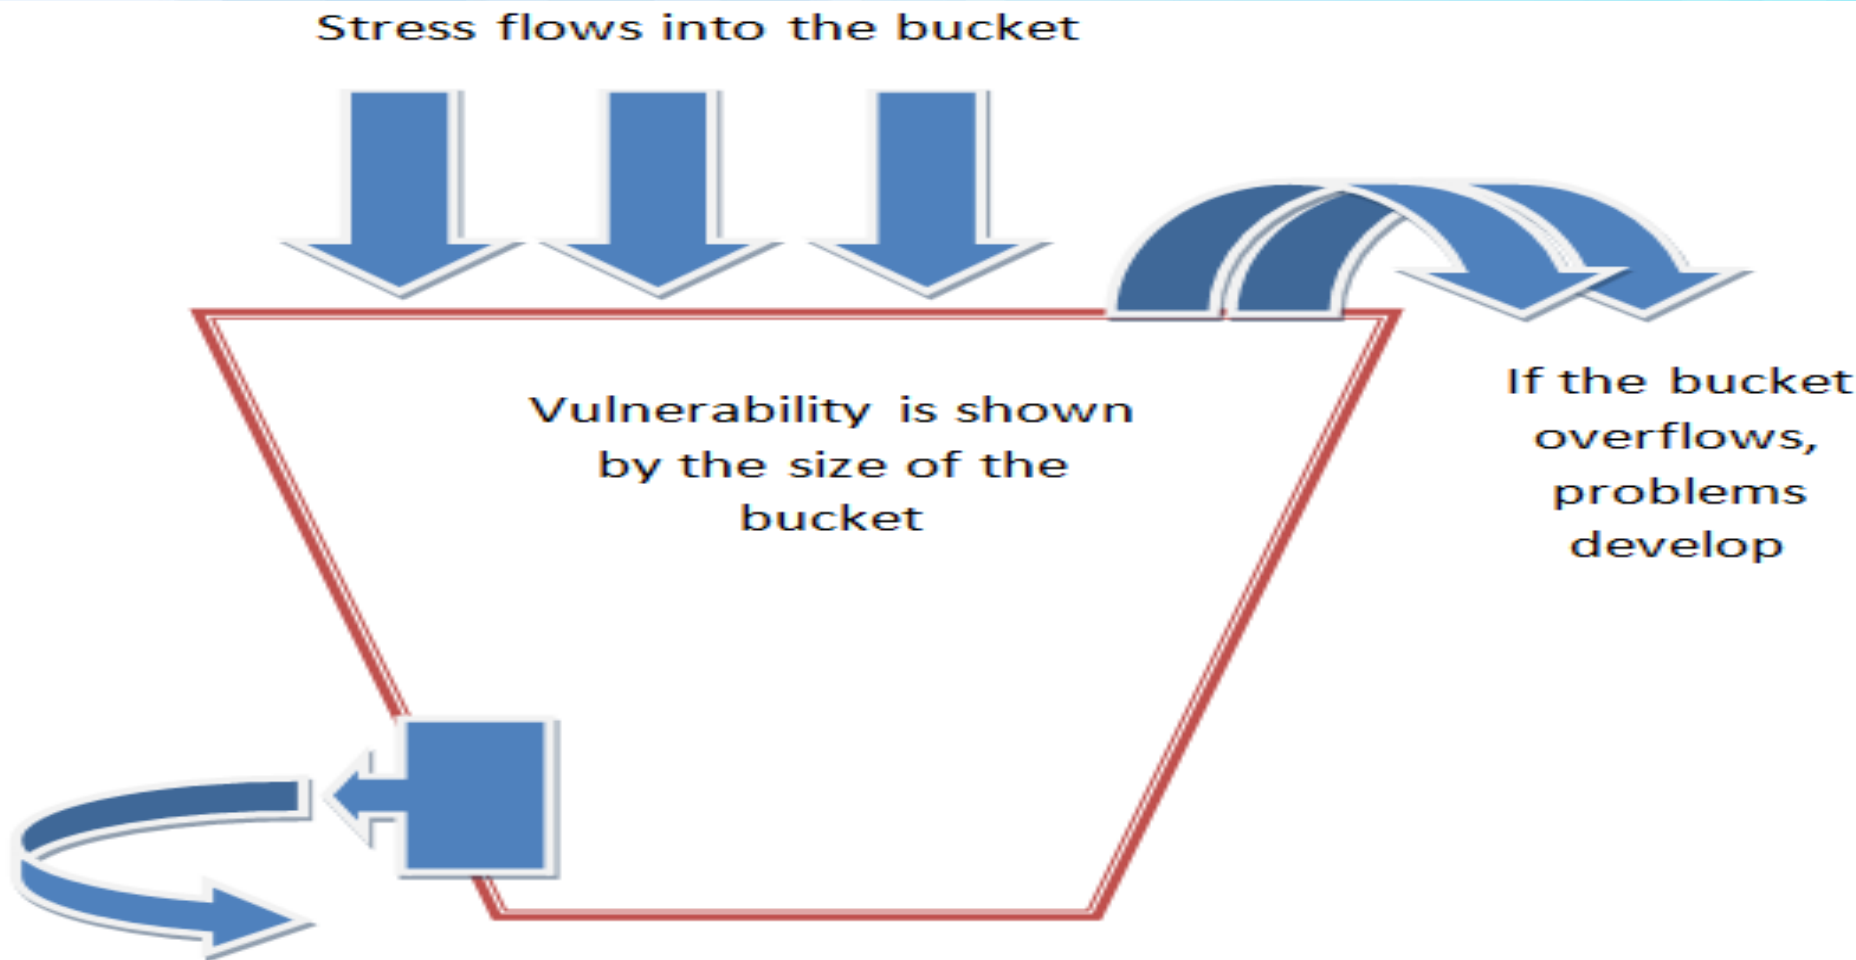 Stress flows into the bucket
Vulnerability is shown
by the size of the
bucket
If the bucket
overflows,
problems
develop